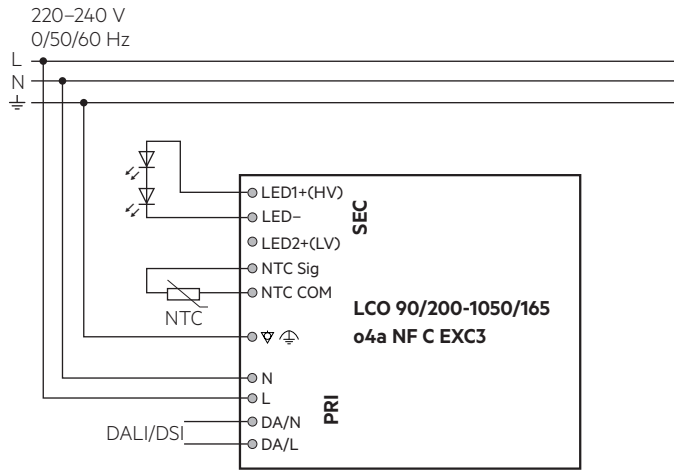 220–240 V
0/50/60 Hz
L
N
LED1+(HV)
LED–
LED2+(LV)
SEC
NTC Sig
NTC COM
NTC
LCO 90/200-1050/165
o4a NF C EXC3
N
L
PRI
DALI/DSI
DA/N
DA/L